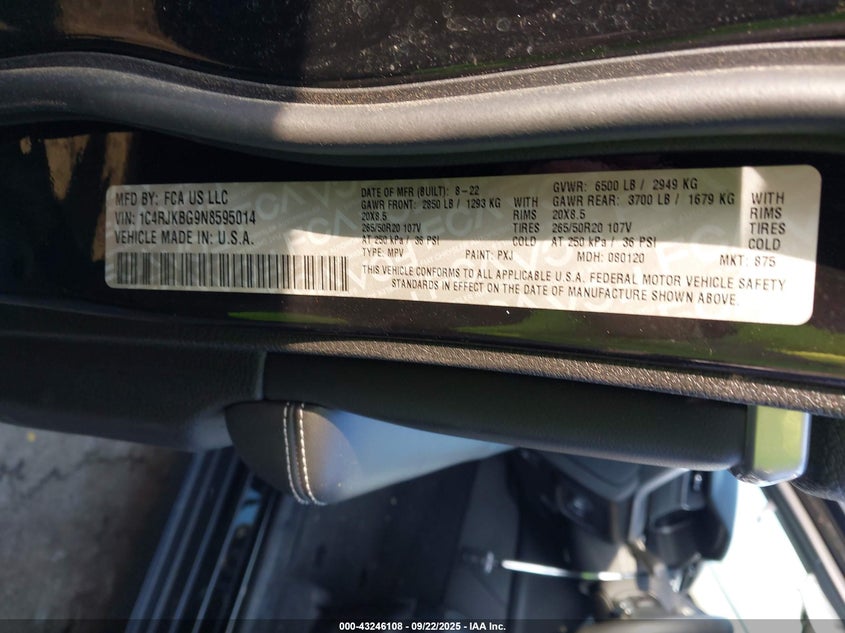 MFD BY: FCA US LLC
VIN: 1C4RJKBG9N8595014
VEHICLE MADE IN: U.S.A.
DATE OF MFR (BUILT): 8-22
GAWR FRONT: 2850 LB / 1293 KG WITH
20X8.5 RIMS
265/50R20 107V TIRES
AT 250 kPa / 36 PSI COLD
TYPE: MPV PAINT: PXJ
GVWR: 6500 LB / 2949 KG
GAWR REAR: 3700 LB / 1679 KG WITH
20X8.5 RIMS
265/50R20 107V TIRES
AT 250 kPa / 36 PSI COLD
MDH: 080120 MKT: 875
THIS VEHICLE CONFORMS TO ALL APPLICABLE U.S.A. FEDERAL MOTOR VEHICLE SAFETY
STANDARDS IN EFFECT ON THE DATE OF MANUFACTURE SHOWN ABOVE.
000-43246108 - 09/22/2025 - IAA Inc.